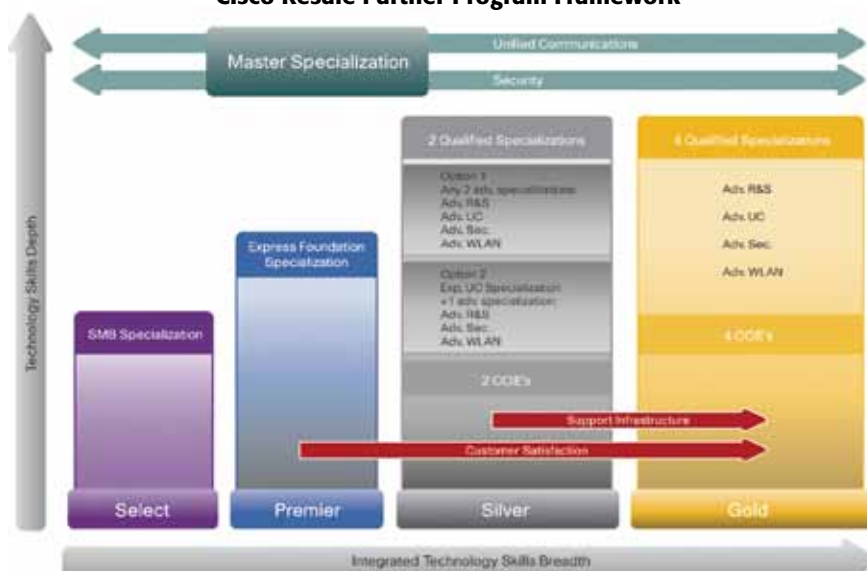 Cisco Resale Partner Program Framework
Unified Communications
Master Specialization
Security
2 Qualified Specializations
4 Qualified Specializations
Option 1
Any 2 adv. specializations:
Adv. R&S
Adv. UC
Adv. Sec.
Adv. WLAN
Adv. R&S
Adv. UC
Adv. Sec.
Adv. WLAN
Express Foundation
Specialization
Option 2
Exp. UC Specialization
+1 adv. specialization:
Adv. R&S
Adv. Sec.
Adv. WLAN
SMB Specialization
4 COE's
2 COE's
Support Infrastructure
Customer Satisfaction
Select
Premier
Silver
Gold
Technology Skills Depth
Integrated Technology Skills Breadth